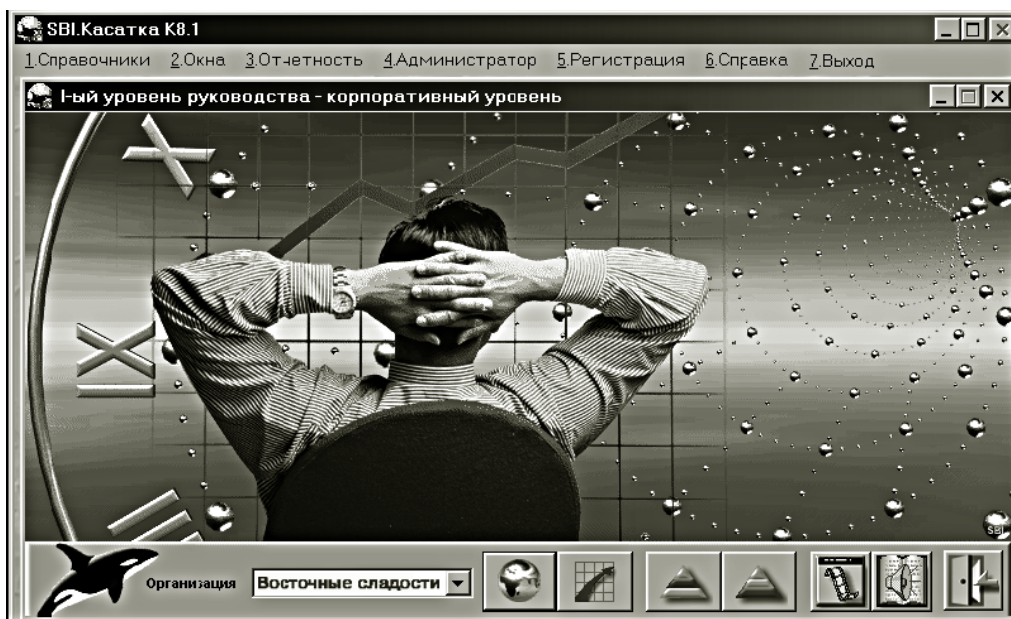 SBI.Касатка K8.1
1.Справочники 2.Окна 3.Отчетность 4.Администратор 5.Регистрация 6.Справка 7.Выход
I-ый уровень руководства - корпоративный уровень
X
IX
SBI
Организация Восточные сладости